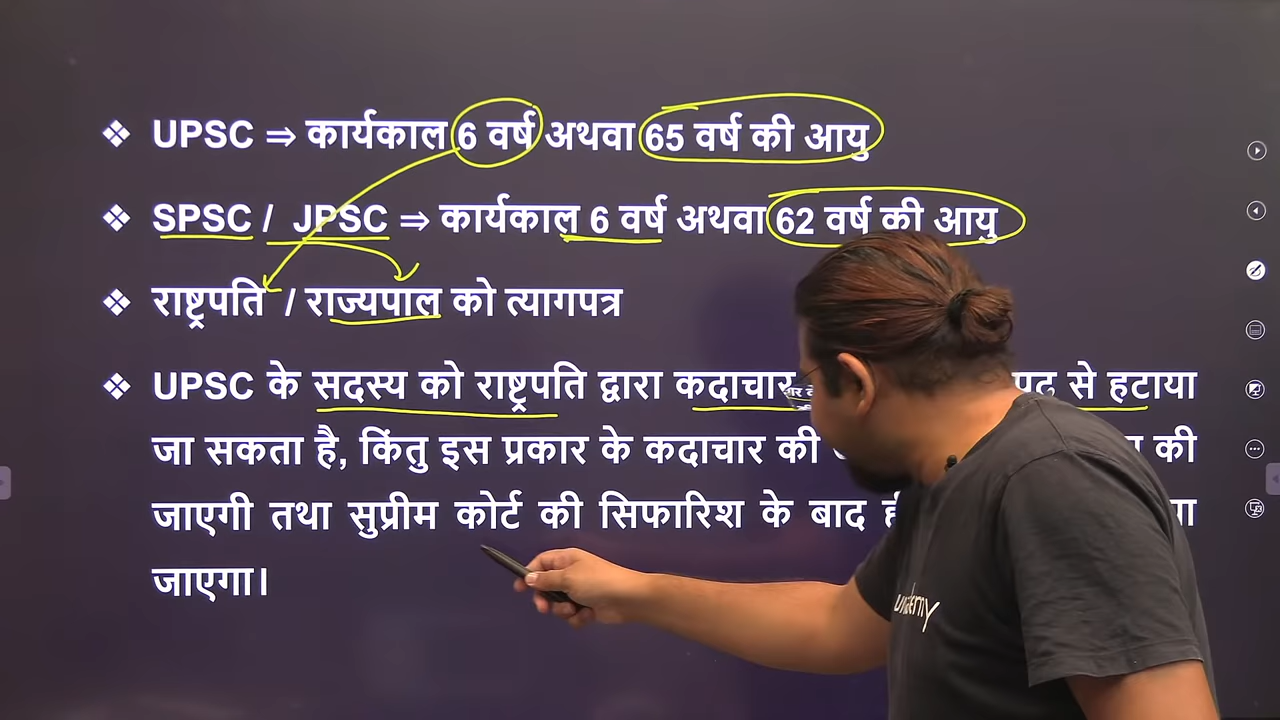 ❖ UPSC ⇒ कार्यकाल 6 वर्ष अथवा 65 वर्ष की आयु
❖ SPSC / JPSC ⇒ कार्यकाल 6 वर्ष अथवा 62 वर्ष की आयु
❖ राष्ट्रपति / राज्यपाल को त्यागपत्र
❖ UPSC के सदस्य को राष्ट्रपति द्वारा कदाचार से हटाया
जा सकता है, किंतु इस प्रकार के कदाचार की की
जाएगी तथा सुप्रीम कोर्ट की सिफारिश के बाद
जाएगा।